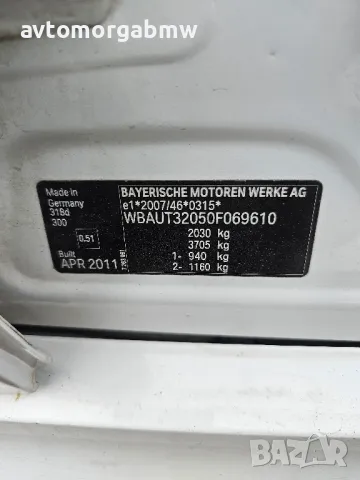 avtomorgabmw
Made in
Germany
318d
300
0.51
Built
APR 2011
BAYERISCHE MOTOREN WERKE AG
e1*2007/46*0315*
WBAUT32050F069610
2030 kg
3705 kg
1- 940 kg
2- 1160 kg
BAZAR